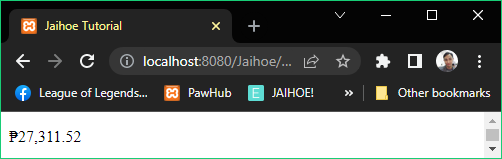 Jaihoe Tutorial
localhost:8080/Jaihoe/...
League of Legends... PawHub JAIHOE! Other bookmarks
₱27,311.52